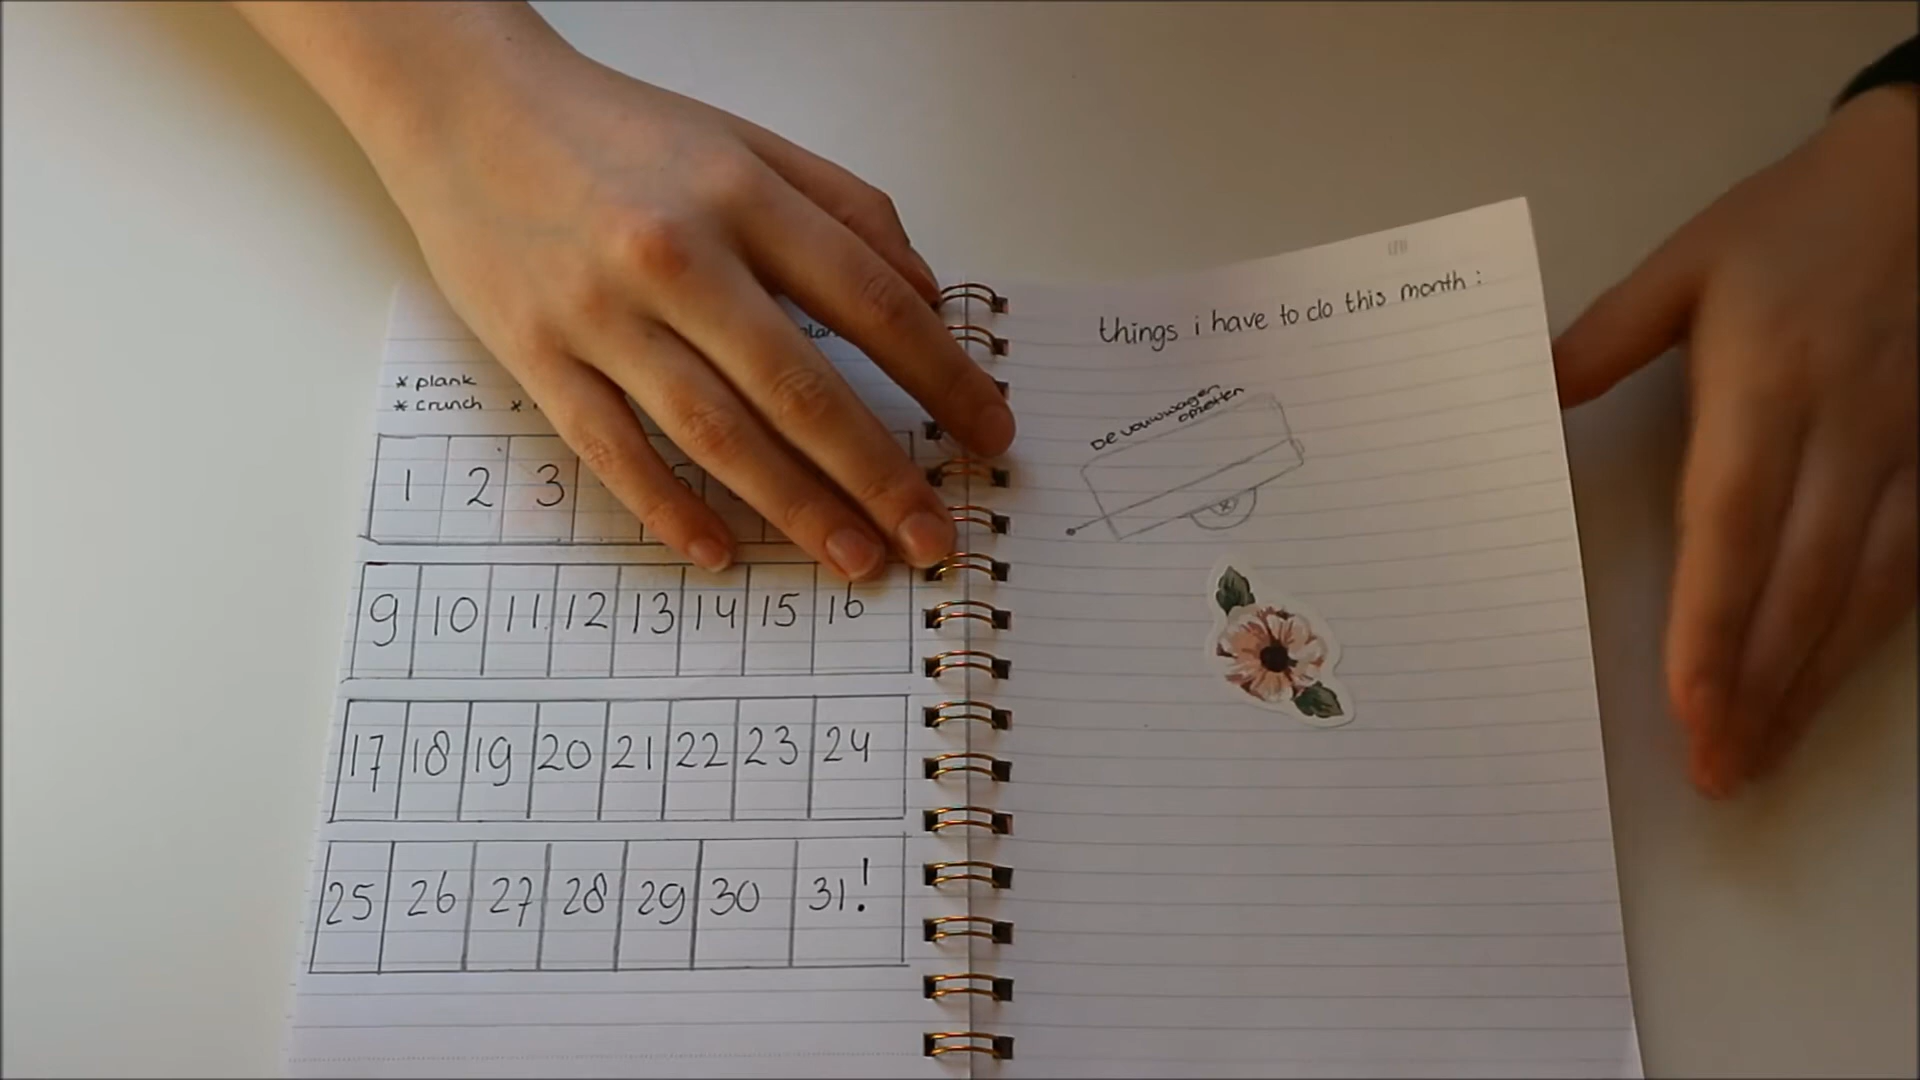 * plank
* crunch *
1 2 3
9 10 11 12 13 14 15 16
17 18 19 20 21 22 23 24
25 26 27 28 29 30 31!
things i have to do this month :
De vouwwagen
opzetten